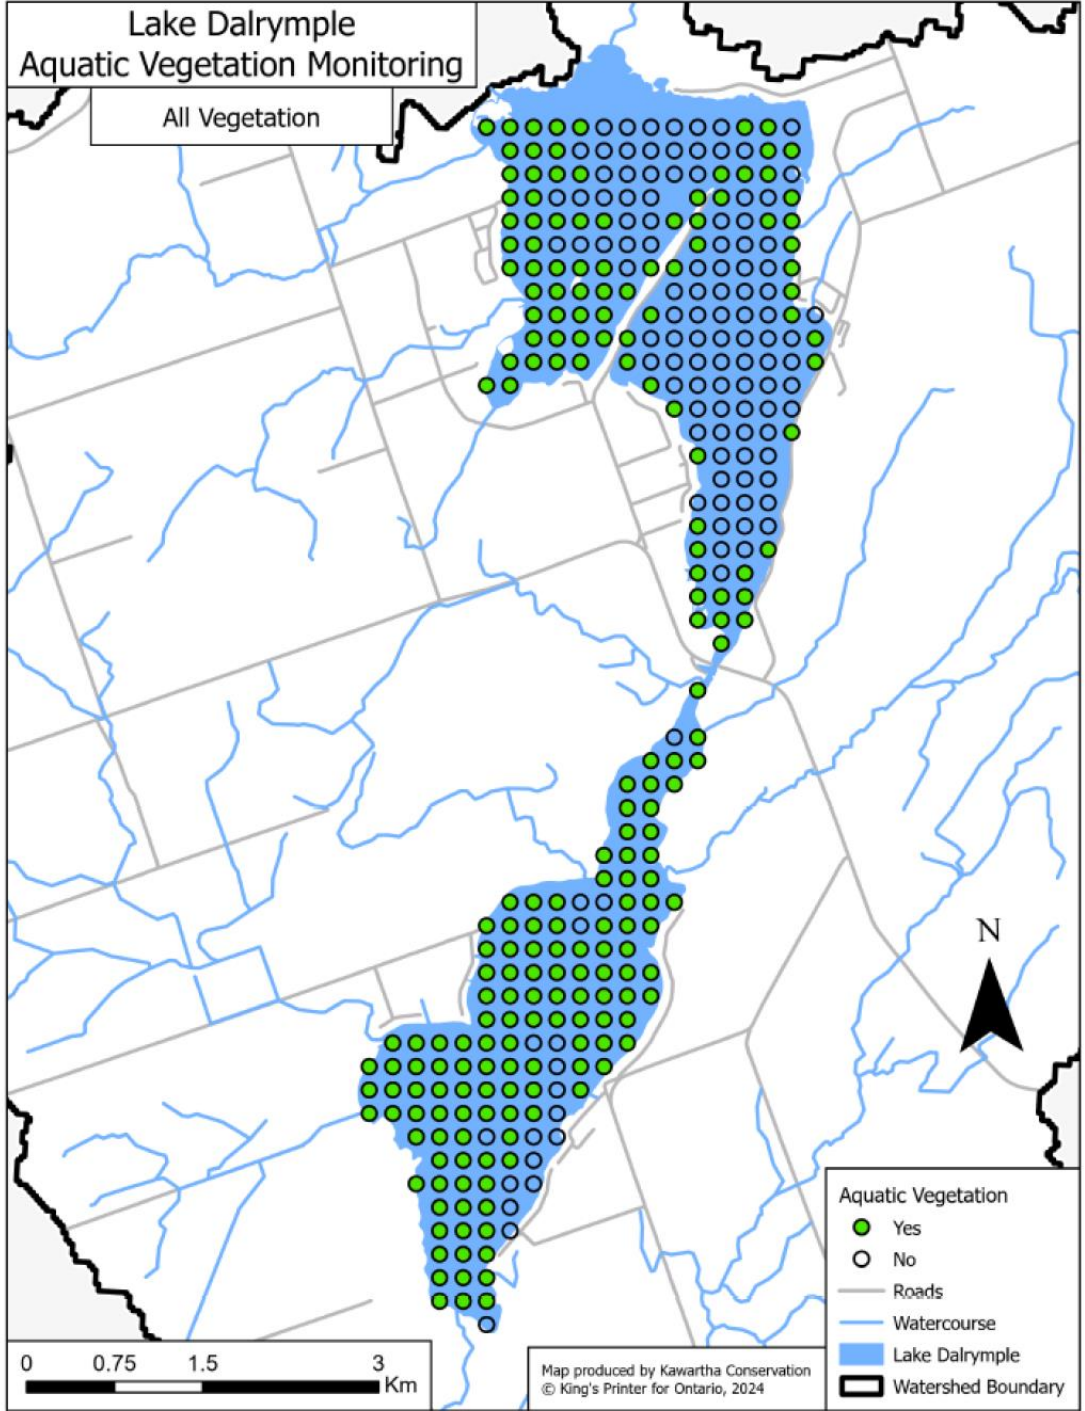 Lake Dalrymple
Aquatic Vegetation Monitoring
All Vegetation
N
Aquatic Vegetation
Yes
No
Roads
Watercourse
Lake Dalrymple
Watershed Boundary
0 0.75 1.5 3
Km
Map produced by Kawartha Conservation
© King's Printer for Ontario, 2024